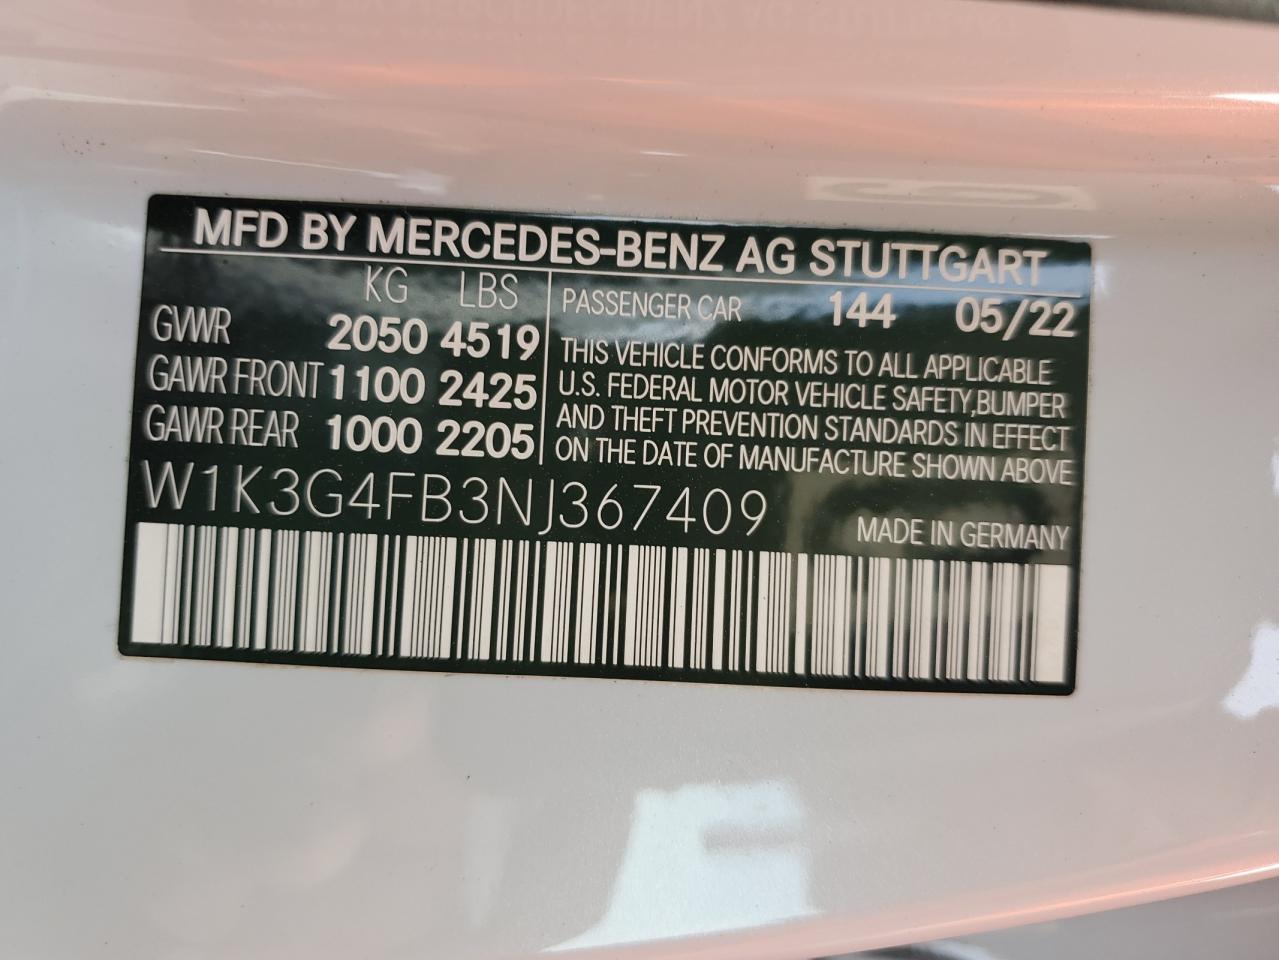 MFD BY MERCEDES-BENZ AG STUTTGART
KG LBS
GVWR 2050 4519
GAWR FRONT 1100 2425
GAWR REAR 1000 2205
PASSENGER CAR 144 05/22
THIS VEHICLE CONFORMS TO ALL APPLICABLE
U.S. FEDERAL MOTOR VEHICLE SAFETY,BUMPER
AND THEFT PREVENTION STANDARDS IN EFFECT
ON THE DATE OF MANUFACTURE SHOWN ABOVE
W1K3G4FB3NJ367409
MADE IN GERMANY